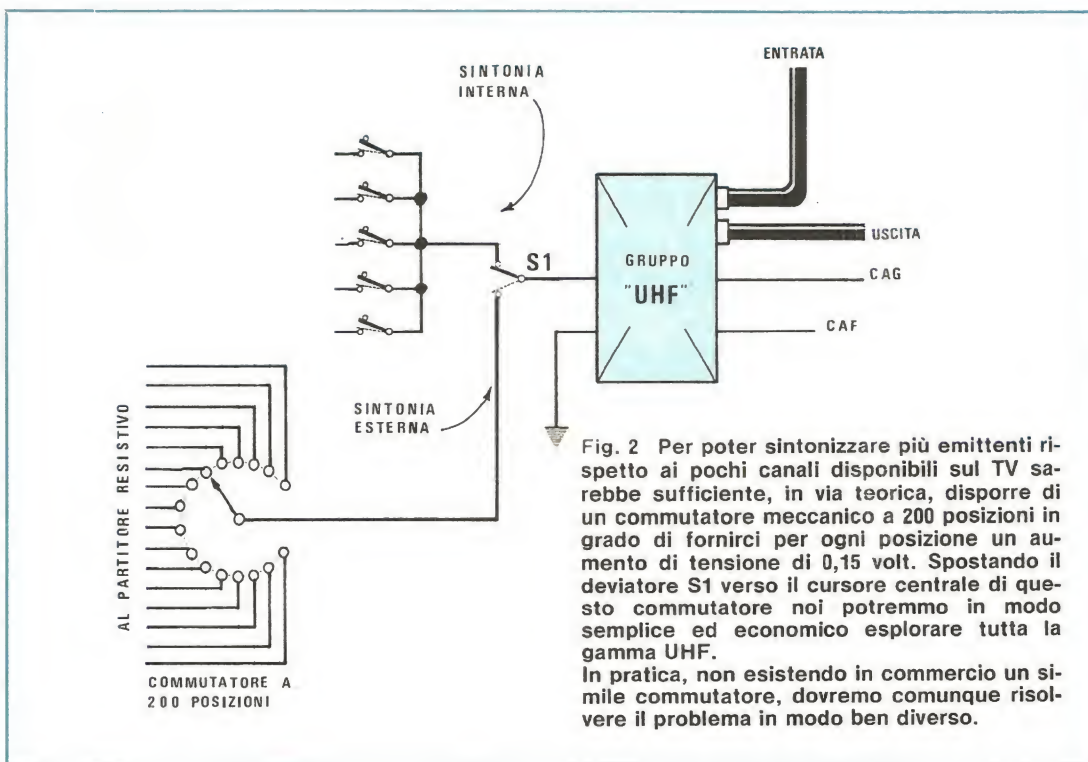 ENTRATA
SINTONIA
INTERNA
S1
USCITA
GRUPPO
"UHF"
CAG
CAF
SINTONIA
ESTERNA
AL PARTITORE RESISTIVO
COMMUTATORE A
200 POSIZIONI
Fig. 2 Per poter sintonizzare più emittenti ri-
spetto ai pochi canali disponibili sul TV sa-
rebbe sufficiente, in via teorica, disporre di
un commutatore meccanico a 200 posizioni in
grado di fornirci per ogni posizione un au-
mento di tensione di 0,15 volt. Spostando il
deviatore S1 verso il cursore centrale di que-
sto commutatore noi potremmo in modo
semplice ed economico esplorare tutta la
gamma UHF.
In pratica, non esistendo in commercio un si-
mile commutatore, dovremo comunque risol-
vere il problema in modo ben diverso.